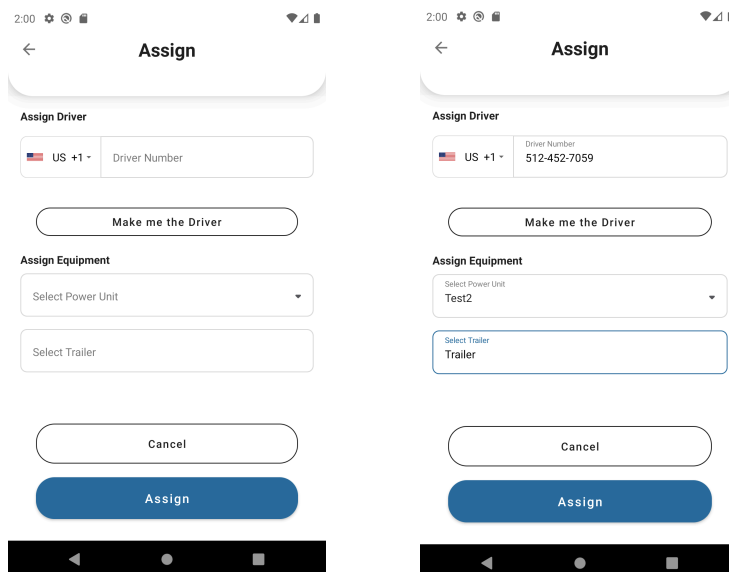 2:00
Assign
Assign Driver
US +1
Driver Number
Make me the Driver
Assign Equipment
Select Power Unit
Select Trailer
Cancel
Assign
2:00
Assign
Assign Driver
US +1
Driver Number
512-452-7059
Make me the Driver
Assign Equipment
Select Power Unit
Test2
Select Trailer
Trailer
Cancel
Assign